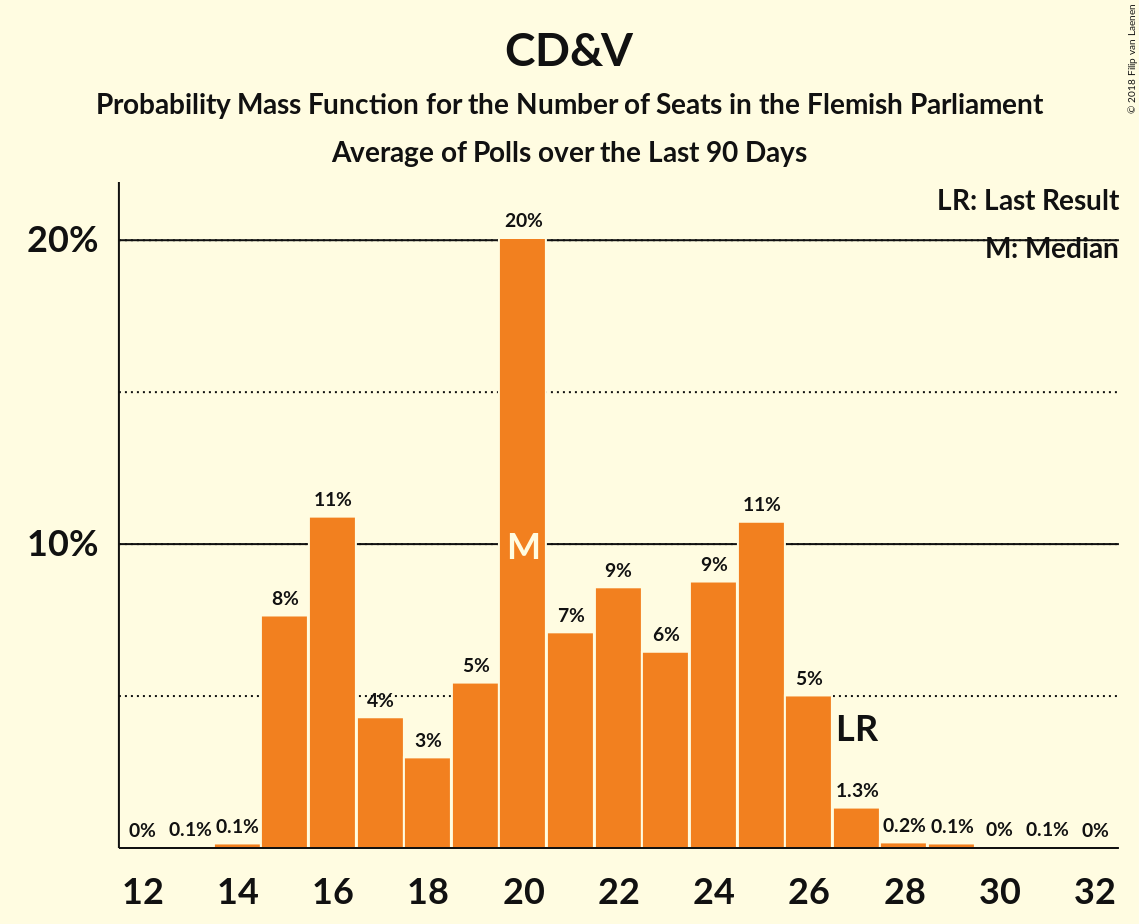 CD&V
Probability Mass Function for the Number of Seats in the Flemish Parliament
Average of Polls over the Last 90 Days
© 2018 Filip van Laenen
LR: Last Result
M: Median
20%
10%
0%
0.1%
0.1%
8%
11%
4%
3%
5%
20%
M
7%
9%
6%
9%
11%
5%
LR
1.3%
0.2%
0.1%
0%
0.1%
0%
12 14 16 18 20 22 24 26 28 30 32